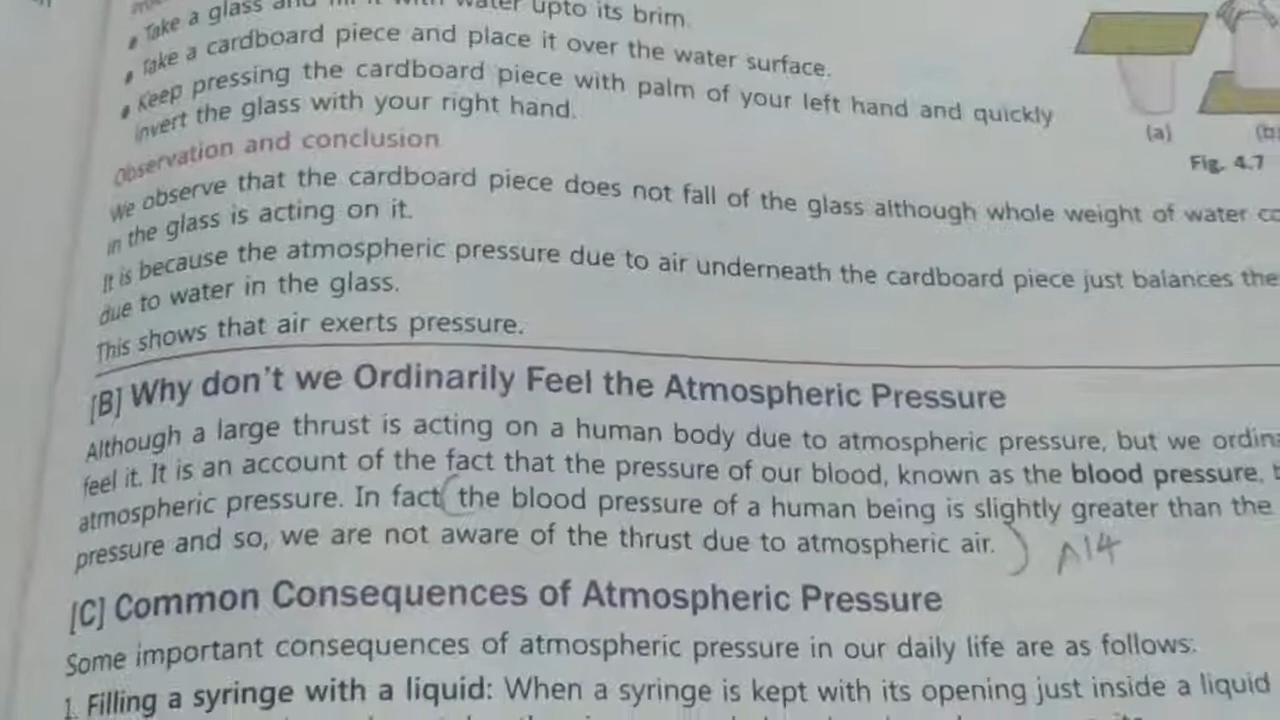 Take a glass and fill it with water upto its brim.
Take a cardboard piece and place it over the water surface.
Keep pressing the cardboard piece with palm of your left hand and quickly
invert the glass with your right hand.
(a)
(b
Fig. 4.7
Observation and conclusion
We observe that the cardboard piece does not fall of the glass although whole weight of water
in the glass is acting on it.
It is because the atmospheric pressure due to air underneath the cardboard piece just balances the
due to water in the glass.
This shows that air exerts pressure.
[B] Why don't we Ordinarily Feel the Atmospheric Pressure
Although a large thrust is acting on a human body due to atmospheric pressure, but we
feel it. It is an account of the fact that the pressure of our blood, known as the blood pressure,
atmospheric pressure. In fact (the blood pressure of a human being is slightly greater than the
pressure and so, we are not aware of the thrust due to atmospheric air. )
[C] Common Consequences of Atmospheric Pressure
Some important consequences of atmospheric pressure in our daily life are as follows:
1. Filling a syringe with a liquid: When a syringe is kept with its opening just inside a liquid